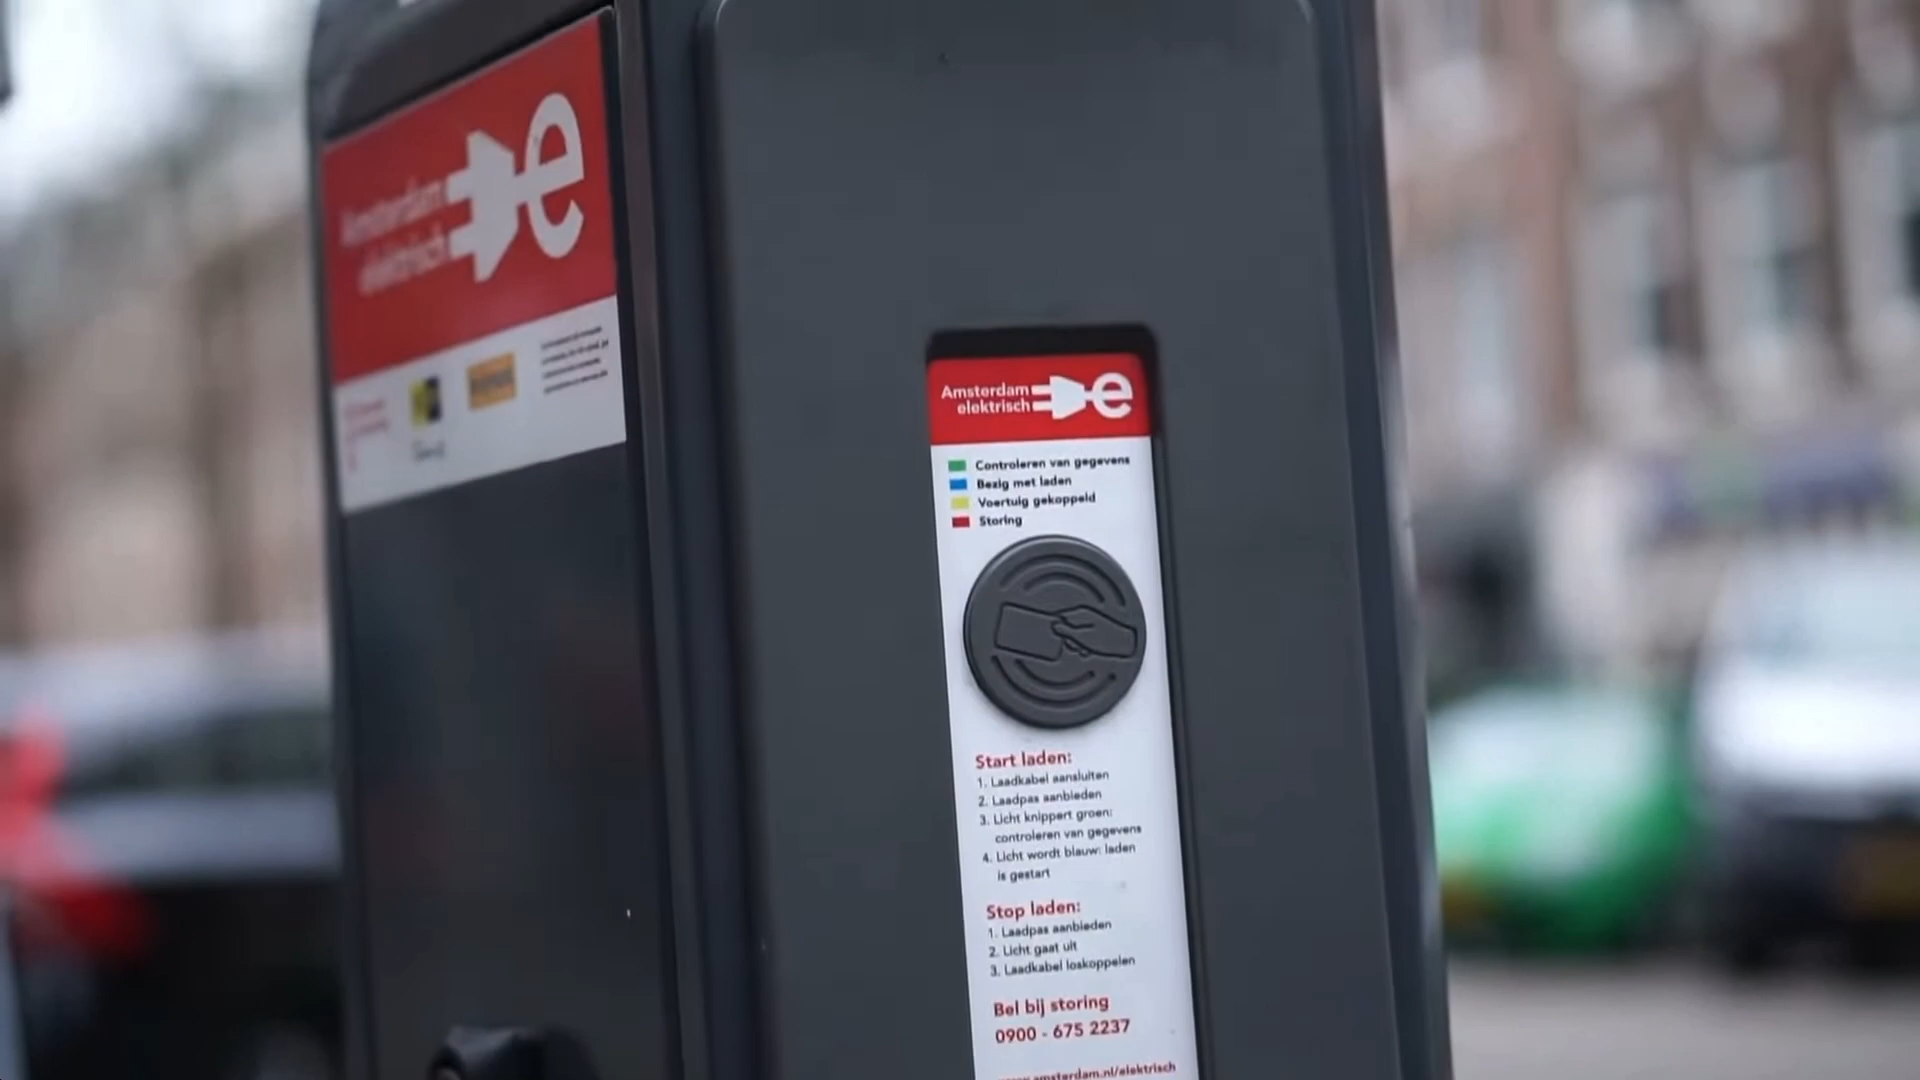 Amsterdam
elektrisch
e
Amsterdam
elektrisch
e
Controleren van gegevens
Bezig met laden
Voertuig gekoppeld
Storing
Start laden:
1. Laadkabel aansluiten
2. Laadpas aanbieden
3. Licht knippert groen:
controleren van gegevens
4. Licht wordt blauw: laden
is gestart
Stop laden:
1. Laadpas aanbieden
2. Licht gaat uit
3. Laadkabel loskoppelen
Bel bij storing
0900 - 675 2237
www.amsterdam.nl/elektrisch